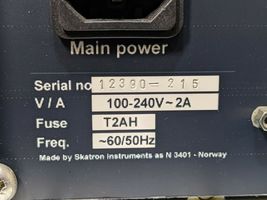 Main power
Serial no 12390-215
V / A 100-240V~2A
Fuse T2AH
Freq. ~60/50Hz
Made by Skatron Instruments as N 3401 - Norway